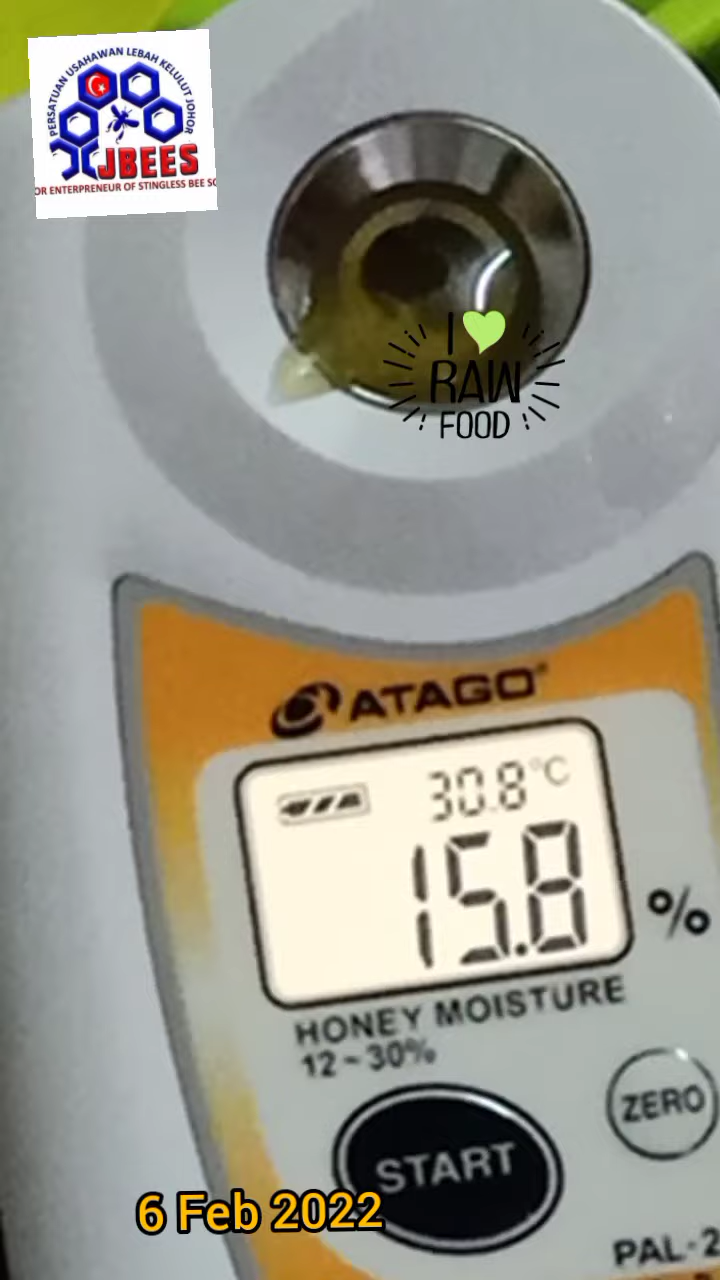 PERSATUAN USAHAWAN LEBAH KELULUT JOHOR
JBEES
OR ENTERPRENEUR OF STINGLESS BEE
I
RAW
FOOD
ATAGO
30.8°C
15.8
%
HONEY MOISTURE
12~30%
ZERO
START
6 Feb 2022
PAL-2